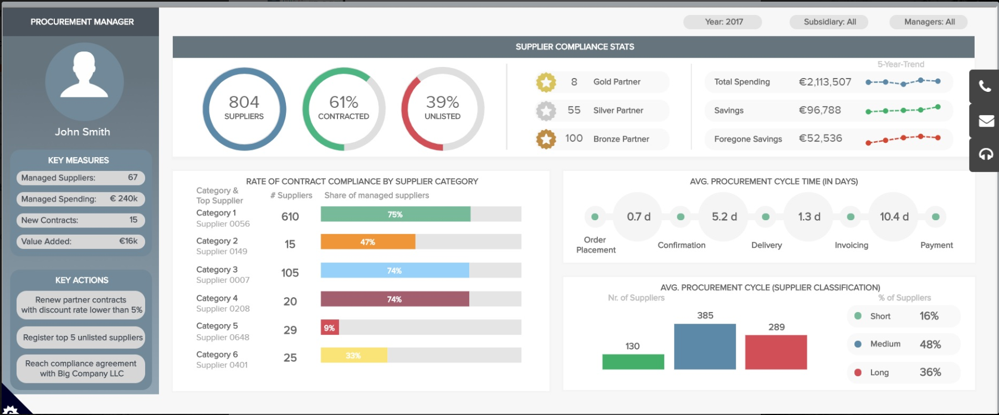 PROCUREMENT MANAGER
John Smith
KEY MEASURES
Managed Suppliers: 67
Managed Spending: € 240k
New Contracts: 15
Value Added: €16k
KEY ACTIONS
Renew partner contracts
with discount rate lower than 5%
Register top 5 unlisted suppliers
Reach compliance agreement
with Big Company LLC
Year: 2017 Subsidiary: All Managers: All
SUPPLIER COMPLIANCE STATS
804
SUPPLIERS
61%
CONTRACTED
39%
UNLISTED
8 Gold Partner
55 Silver Partner
100 Bronze Partner
5-Year-Trend
Total Spending €2,113,507
Savings €96,788
Foregone Savings €52,536
RATE OF CONTRACT COMPLIANCE BY SUPPLIER CATEGORY
Category &
Top Supplier
# Suppliers Share of managed suppliers
Category 1
Supplier 0056
610 75%
Category 2
Supplier 0149
15 47%
Category 3
Supplier 0007
105 74%
Category 4
Supplier 0208
20 74%
Category 5
Supplier 0648
29 9%
Category 6
Supplier 0401
25 33%
AVG. PROCUREMENT CYCLE TIME (IN DAYS)
0.7 d 5.2 d 1.3 d 10.4 d
Order
Placement
Confirmation Delivery Invoicing Payment
AVG. PROCUREMENT CYCLE (SUPPLIER CLASSIFICATION)
Nr. of Suppliers % of Suppliers
130 385 289
Short 16%
Medium 48%
Long 36%